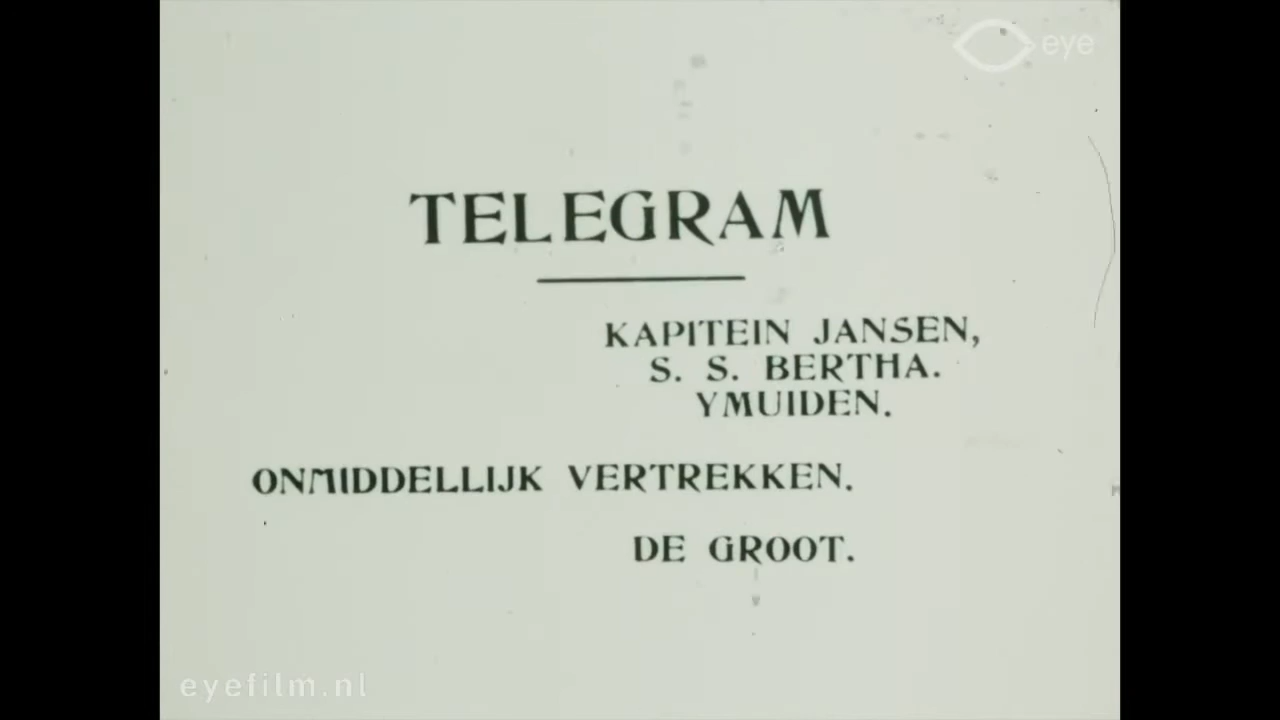 eye
TELEGRAM
KAPITEIN JANSEN,
S. S. BERTHA.
YMUIDEN.
ONMIDDELLIJK VERTREKKEN.
DE GROOT.
eyefilm.nl